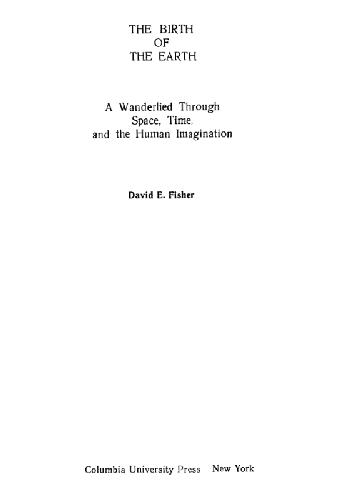 THE BIRTH
OF
THE EARTH
A Wanderlied Through
Space, Time,
and the Human Imagination
David E. Fisher
Columbia University Press New York